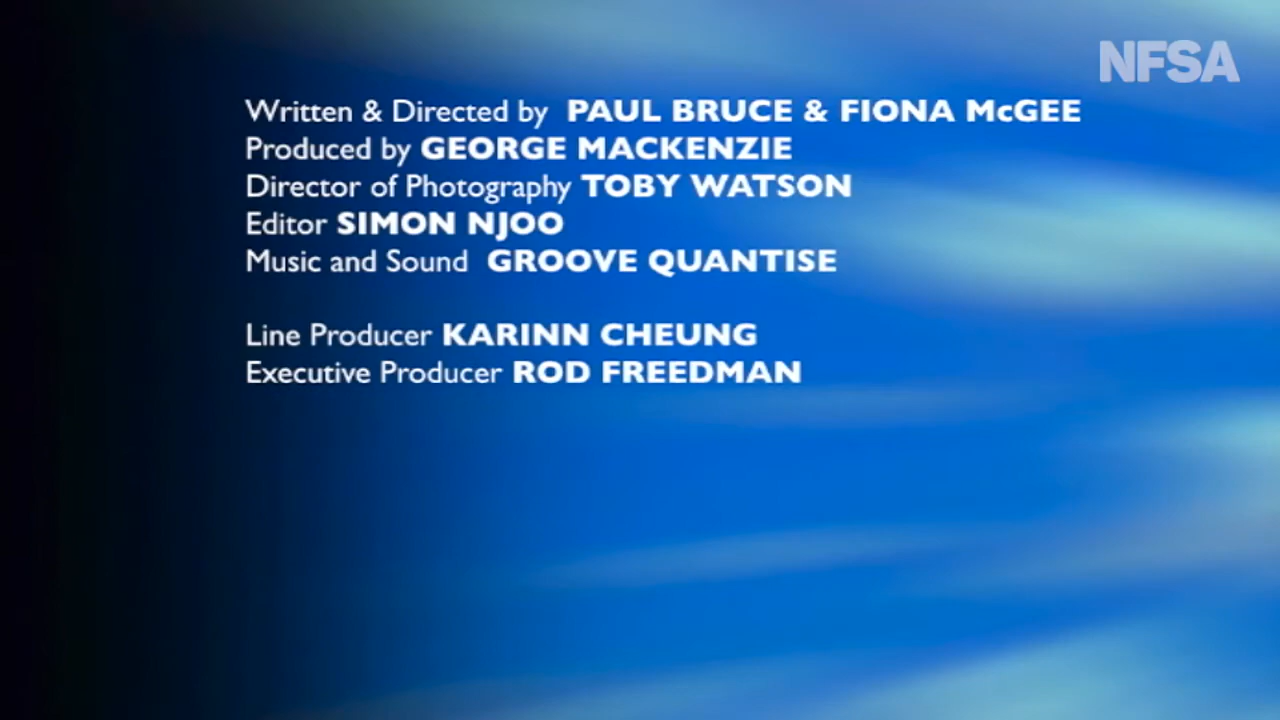 NFSA
Written & Directed by PAUL BRUCE & FIONA McGEE
Produced by GEORGE MACKENZIE
Director of Photography TOBY WATSON
Editor SIMON NJOO
Music and Sound GROOVE QUANTISE
Line Producer KARINN CHEUNG
Executive Producer ROD FREEDMAN